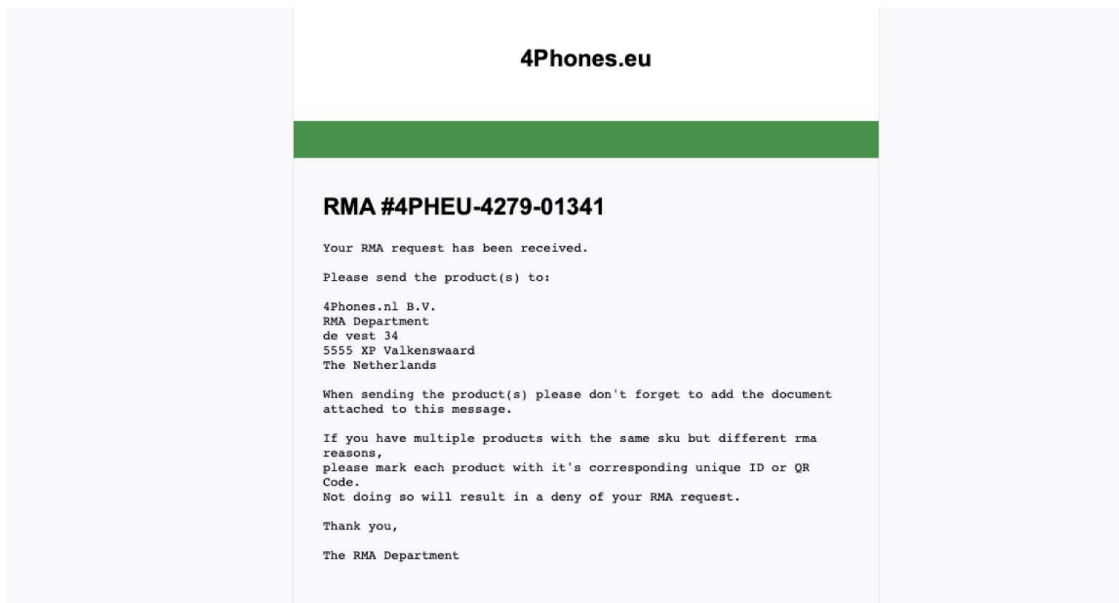 4Phones.eu
RMA #4PHEU-4279-01341
Your RMA request has been received.
Please send the product(s) to:
4Phones.nl B.V.
RMA Department
de vest 34
5555 XP Valkenswaard
The Netherlands
When sending the product(s) please don't forget to add the document
attached to this message.
If you have multiple products with the same sku but different rma
reasons,
please mark each product with it's corresponding unique ID or QR
Code.
Not doing so will result in a deny of your RMA request.
Thank you,
The RMA Department